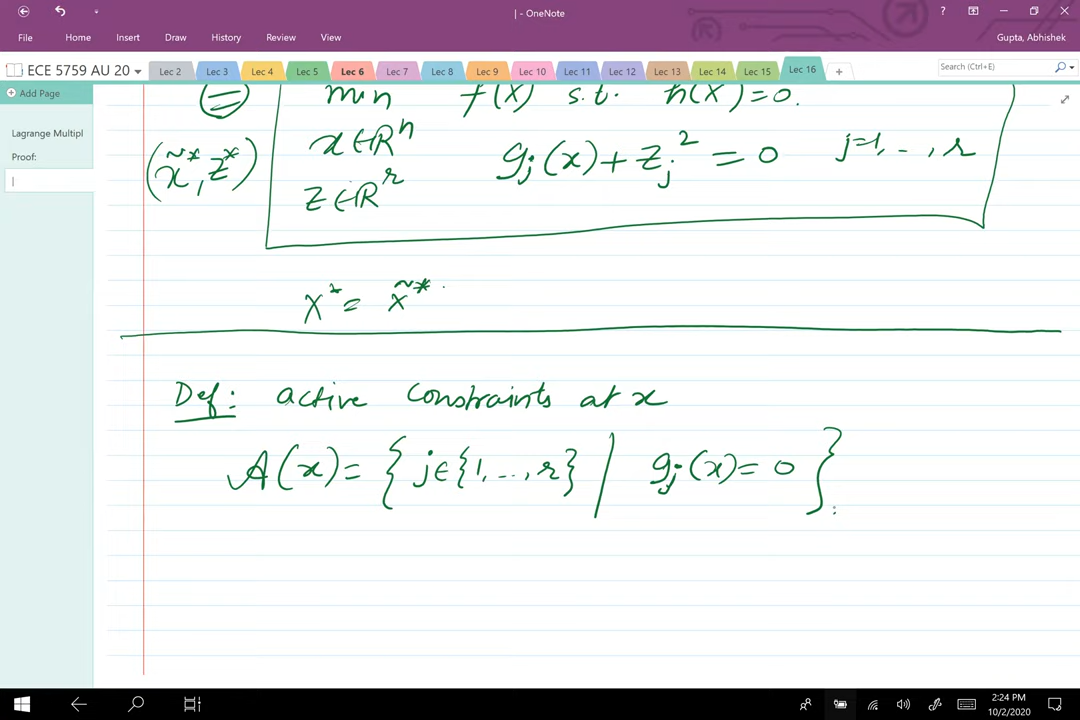 | - OneNote
Gupta, Abhishek
File Home Insert Draw History Review View
ECE 5759 AU 20 Lec 2 Lec 3 Lec 4 Lec 5 Lec 6 Lec 7 Lec 8 Lec 9 Lec 10 Lec 11 Lec 12 Lec 13 Lec 14 Lec 15 Lec 16 Search (Ctrl+E)
Add Page
Lagrange Multipl
Proof:
min f(x) s.t. h(x)=0.
x∈ℝⁿ g_j(x)+z_j²=0 j=1,...,r
(x̃*, z*) z∈ℝʳ
x*= x̃*.
Def: active constraints at x
A(x)= { j∈{1,...,r} | g_j(x)=0 }.
2:24 PM
10/2/2020